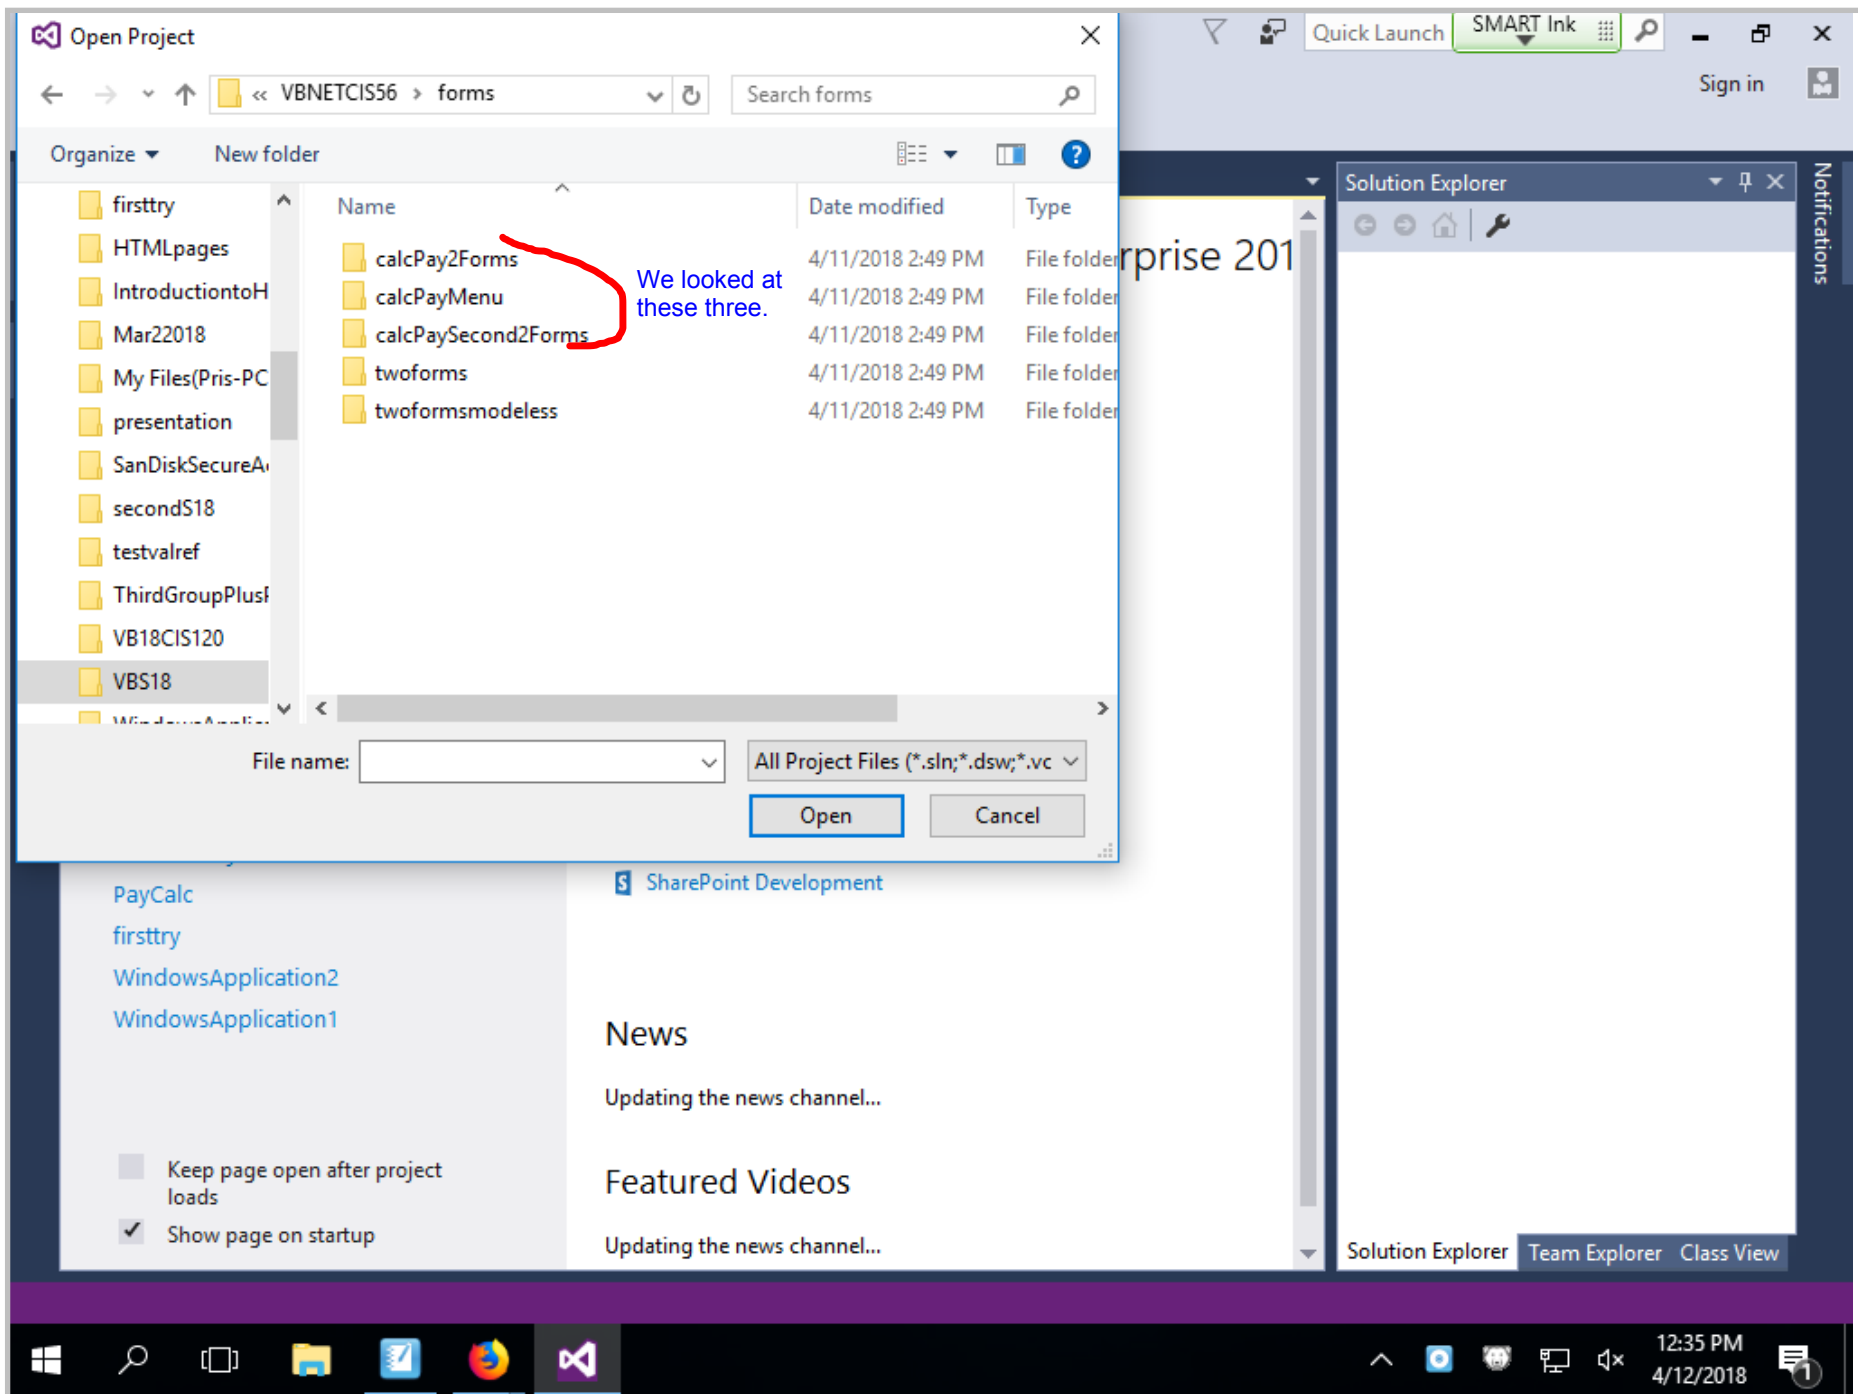 Open Project
Quick Launch
SMART Ink
Sign in
« VBNETCIS56 > forms
Search forms
Organize
New folder
Name
Date modified
Type
firsttry
HTMLpages
IntroductiontoH
Mar22018
My Files(Pris-PC
presentation
SanDiskSecureA
secondS18
testvalref
ThirdGroupPlus
VB18CIS120
VBS18
calcPay2Forms 4/11/2018 2:49 PM File folder
calcPayMenu 4/11/2018 2:49 PM File folder
calcPaySecond2Forms 4/11/2018 2:49 PM File folder
twoforms 4/11/2018 2:49 PM File folder
twoformsmodeless 4/11/2018 2:49 PM File folder
We looked at
these three.
File name:
All Project Files (*.sln;*.dsw;*.vc
Open
Cancel
rprise 201
Solution Explorer
Notifications
PayCalc
firsttry
WindowsApplication2
WindowsApplication1
SharePoint Development
News
Updating the news channel...
Featured Videos
Updating the news channel...
Keep page open after project
loads
Show page on startup
Solution Explorer
Team Explorer
Class View
12:35 PM
4/12/2018
1